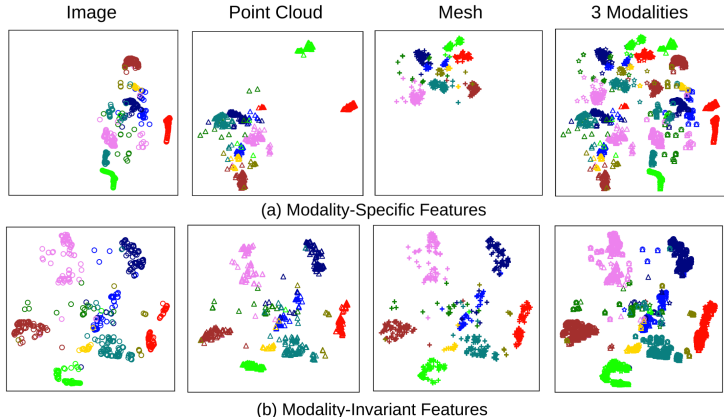 Image Point Cloud Mesh 3 Modalities
(a) Modality-Specific Features
(b) Modality-Invariant Features